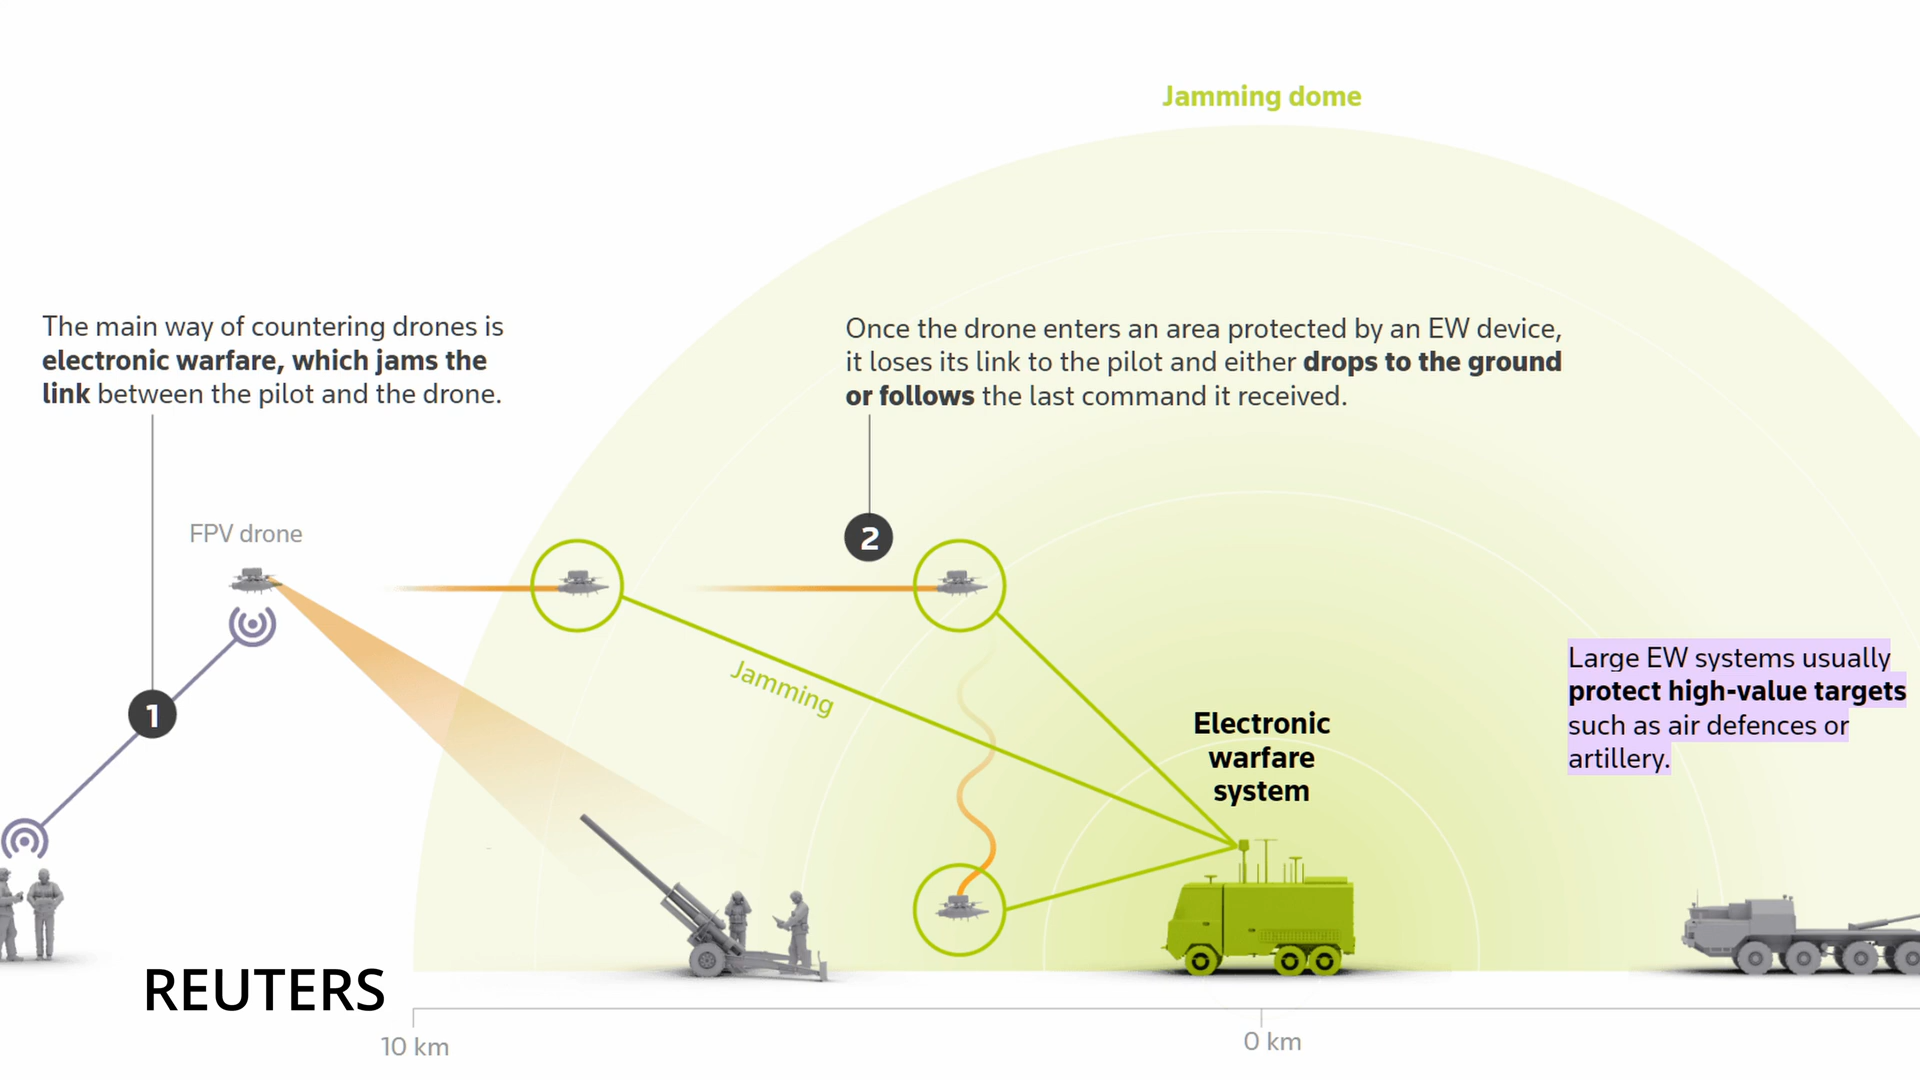 Jamming dome
The main way of countering drones is
electronic warfare, which jams the
link between the pilot and the drone.
Once the drone enters an area protected by an EW device,
it loses its link to the pilot and either drops to the ground
or follows the last command it received.
FPV drone
2
1
Jamming
Electronic
warfare
system
Large EW systems usually
protect high-value targets
such as air defences or
artillery.
REUTERS
10 km
0 km